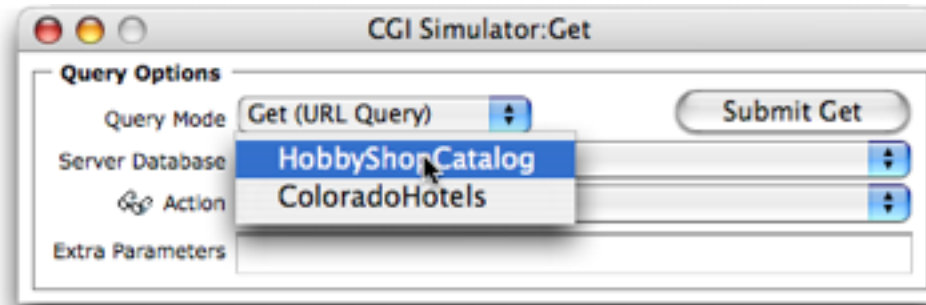 CGI Simulator:Get
Query Options
Query Mode Get (URL Query) Submit Get
Server Database HobbyShopCatalog
Action ColoradoHotels
Extra Parameters